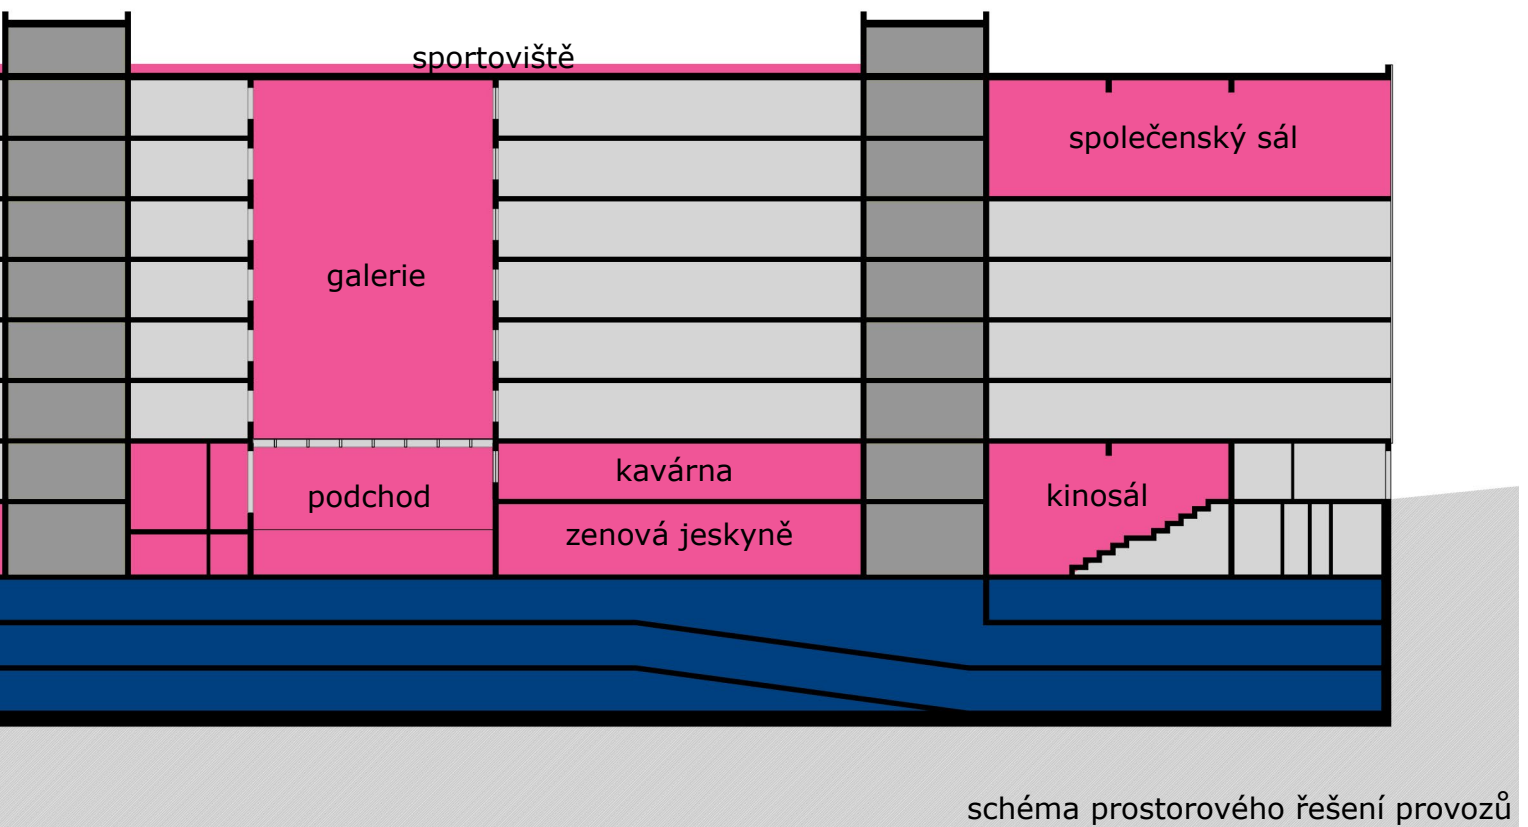 sportoviště
společenský sál
galerie
kavárna
podchod
kinosál
zenová jeskyně
schéma prostorového řešení provozů